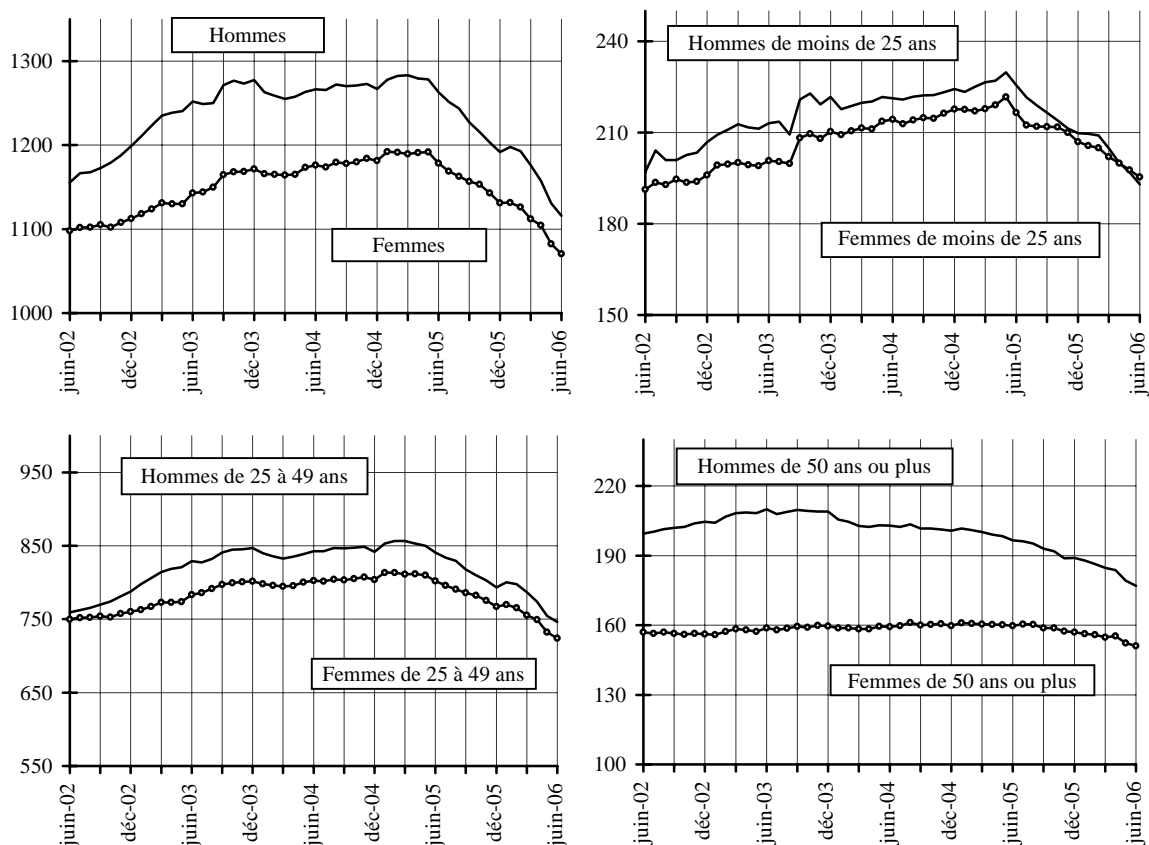 Hommes
1300
1200
1100
Femmes
1000
juin-02
déc-02
juin-03
déc-03
juin-04
déc-04
juin-05
déc-05
juin-06
Hommes de moins de 25 ans
240
210
180
Femmes de moins de 25 ans
150
juin-02
déc-02
juin-03
déc-03
juin-04
déc-04
juin-05
déc-05
juin-06
950
Hommes de 25 à 49 ans
850
750
Femmes de 25 à 49 ans
650
550
juin-02
déc-02
juin-03
déc-03
juin-04
déc-04
juin-05
déc-05
juin-06
Hommes de 50 ans ou plus
220
190
160
Femmes de 50 ans ou plus
130
100
juin-02
déc-02
juin-03
déc-03
juin-04
déc-04
juin-05
déc-05
juin-06